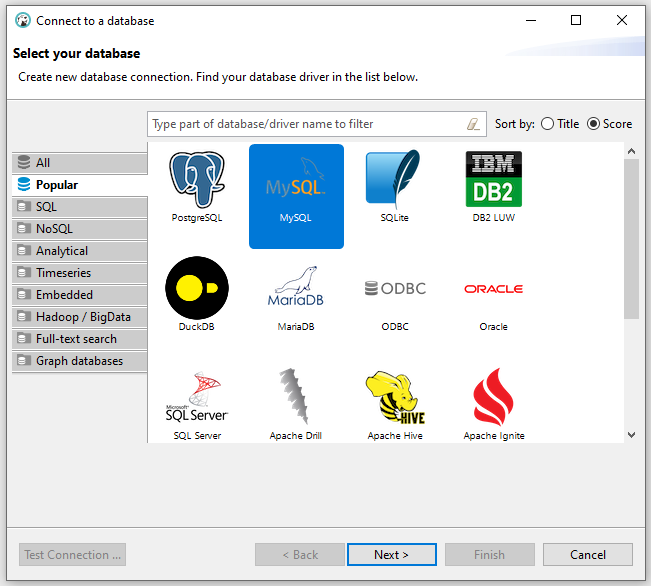 Connect to a database
Select your database
Create new database connection. Find your database driver in the list below.
Type part of database/driver name to filter
Sort by:
Title
Score
All
Popular
SQL
NoSQL
Analytical
Timeseries
Embedded
Hadoop / BigData
Full-text search
Graph databases
PostgreSQL
MySQL
MySQL
SQLite
IBM
DB2
DB2 LUW
DuckDB
MariaDB
MariaDB
ODBC
ODBC
ORACLE
Oracle
Microsoft
SQL Server
SQL Server
Apache Drill
HIVE
Apache Hive
Apache Ignite
Test Connection ...
< Back
Next >
Finish
Cancel